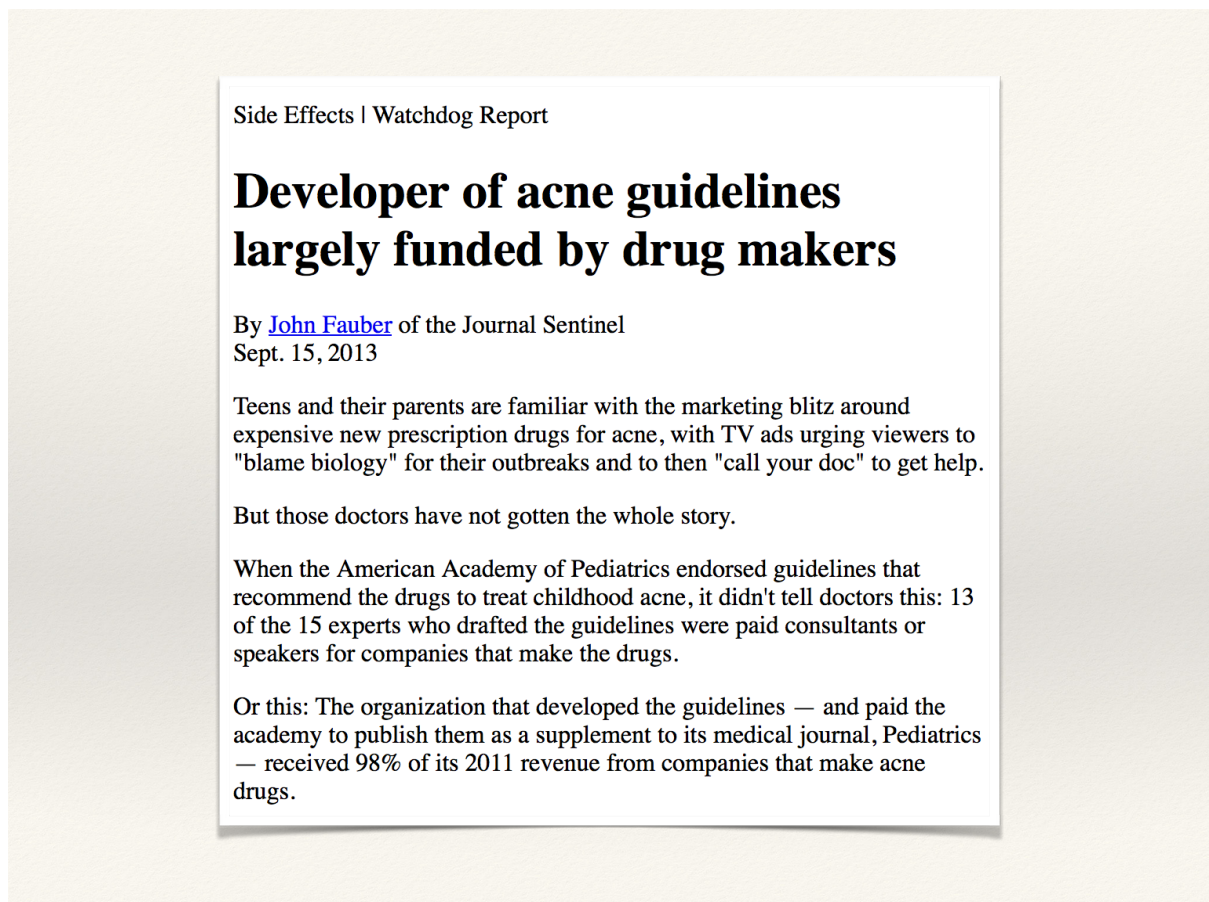 Side Effects | Watchdog Report
Developer of acne guidelines
largely funded by drug makers
By John Fauber of the Journal Sentinel
Sept. 15, 2013
Teens and their parents are familiar with the marketing blitz around
expensive new prescription drugs for acne, with TV ads urging viewers to
"blame biology" for their outbreaks and to then "call your doc" to get help.
But those doctors have not gotten the whole story.
When the American Academy of Pediatrics endorsed guidelines that
recommend the drugs to treat childhood acne, it didn't tell doctors this: 13
of the 15 experts who drafted the guidelines were paid consultants or
speakers for companies that make the drugs.
Or this: The organization that developed the guidelines — and paid the
academy to publish them as a supplement to its medical journal, Pediatrics
— received 98% of its 2011 revenue from companies that make acne
drugs.